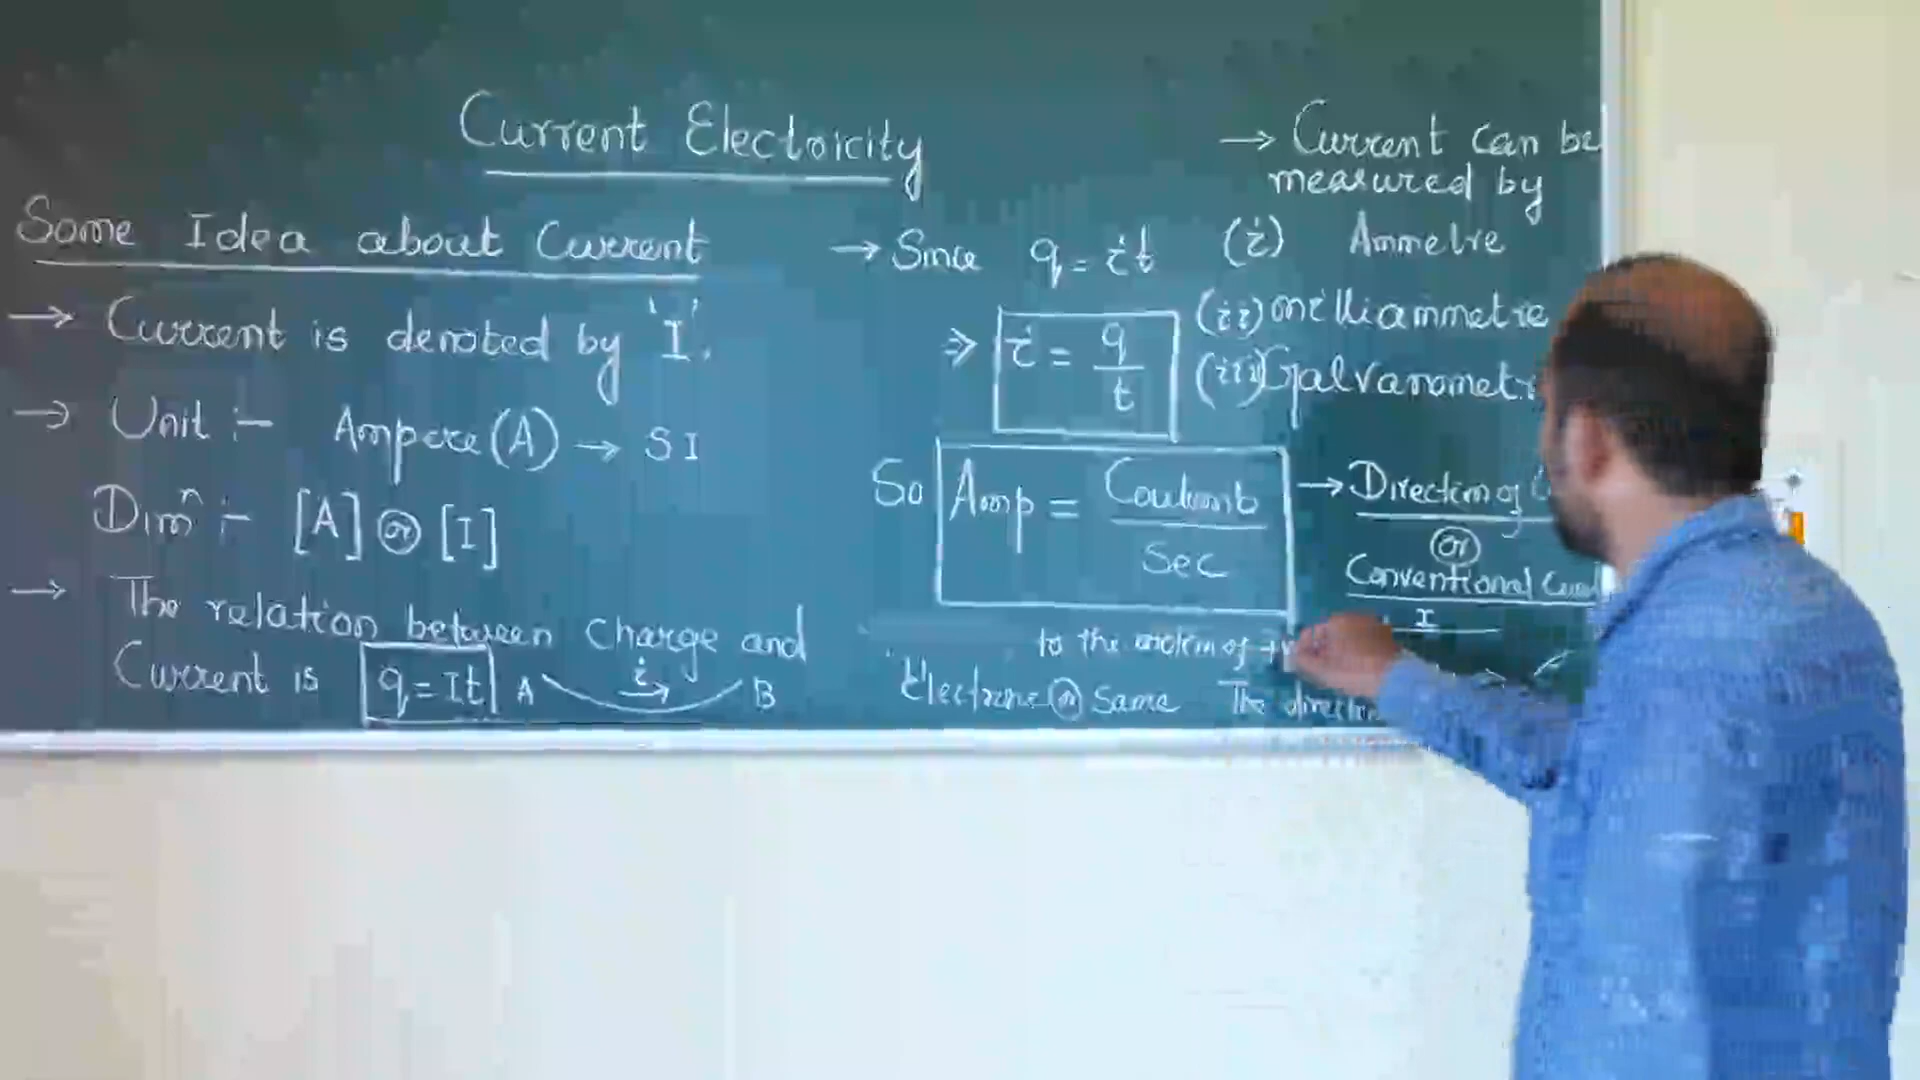 Current Electricity
Some Idea about Current
→ Current is denoted by 'I'.
→ Unit :- Ampere (A) → SI
Dimⁿ :- [A] or [I]
→ The relation between Charge and
Current is q = It A i B
→ Since q = it
⇒ i = q/t
So Amp = Coulomb/Sec
to the motion of
Electrons or Same
→ Current can be
measured by
(i) Ammetre
(ii) milliammetre
(iii) Galvanometr
→ Direction of
or
Conventional
I
The direction